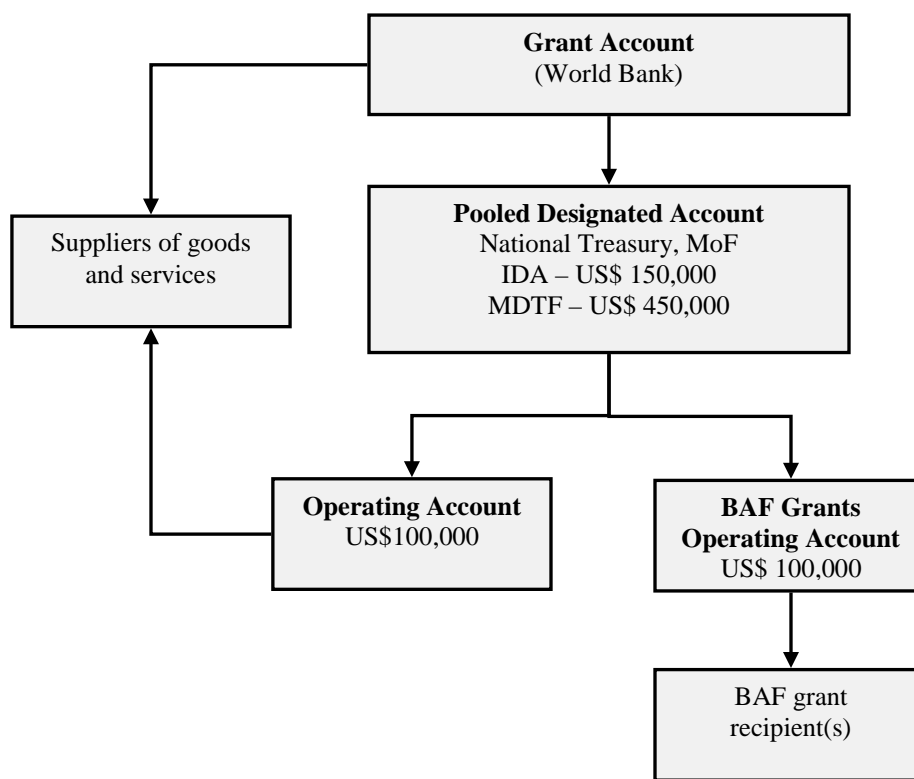 Grant Account
(World Bank)
Pooled Designated Account
National Treasury, MoF
IDA – US$ 150,000
MDTF – US$ 450,000
Suppliers of goods
and services
Operating Account
US$100,000
BAF Grants
Operating Account
US$ 100,000
BAF grant
recipient(s)